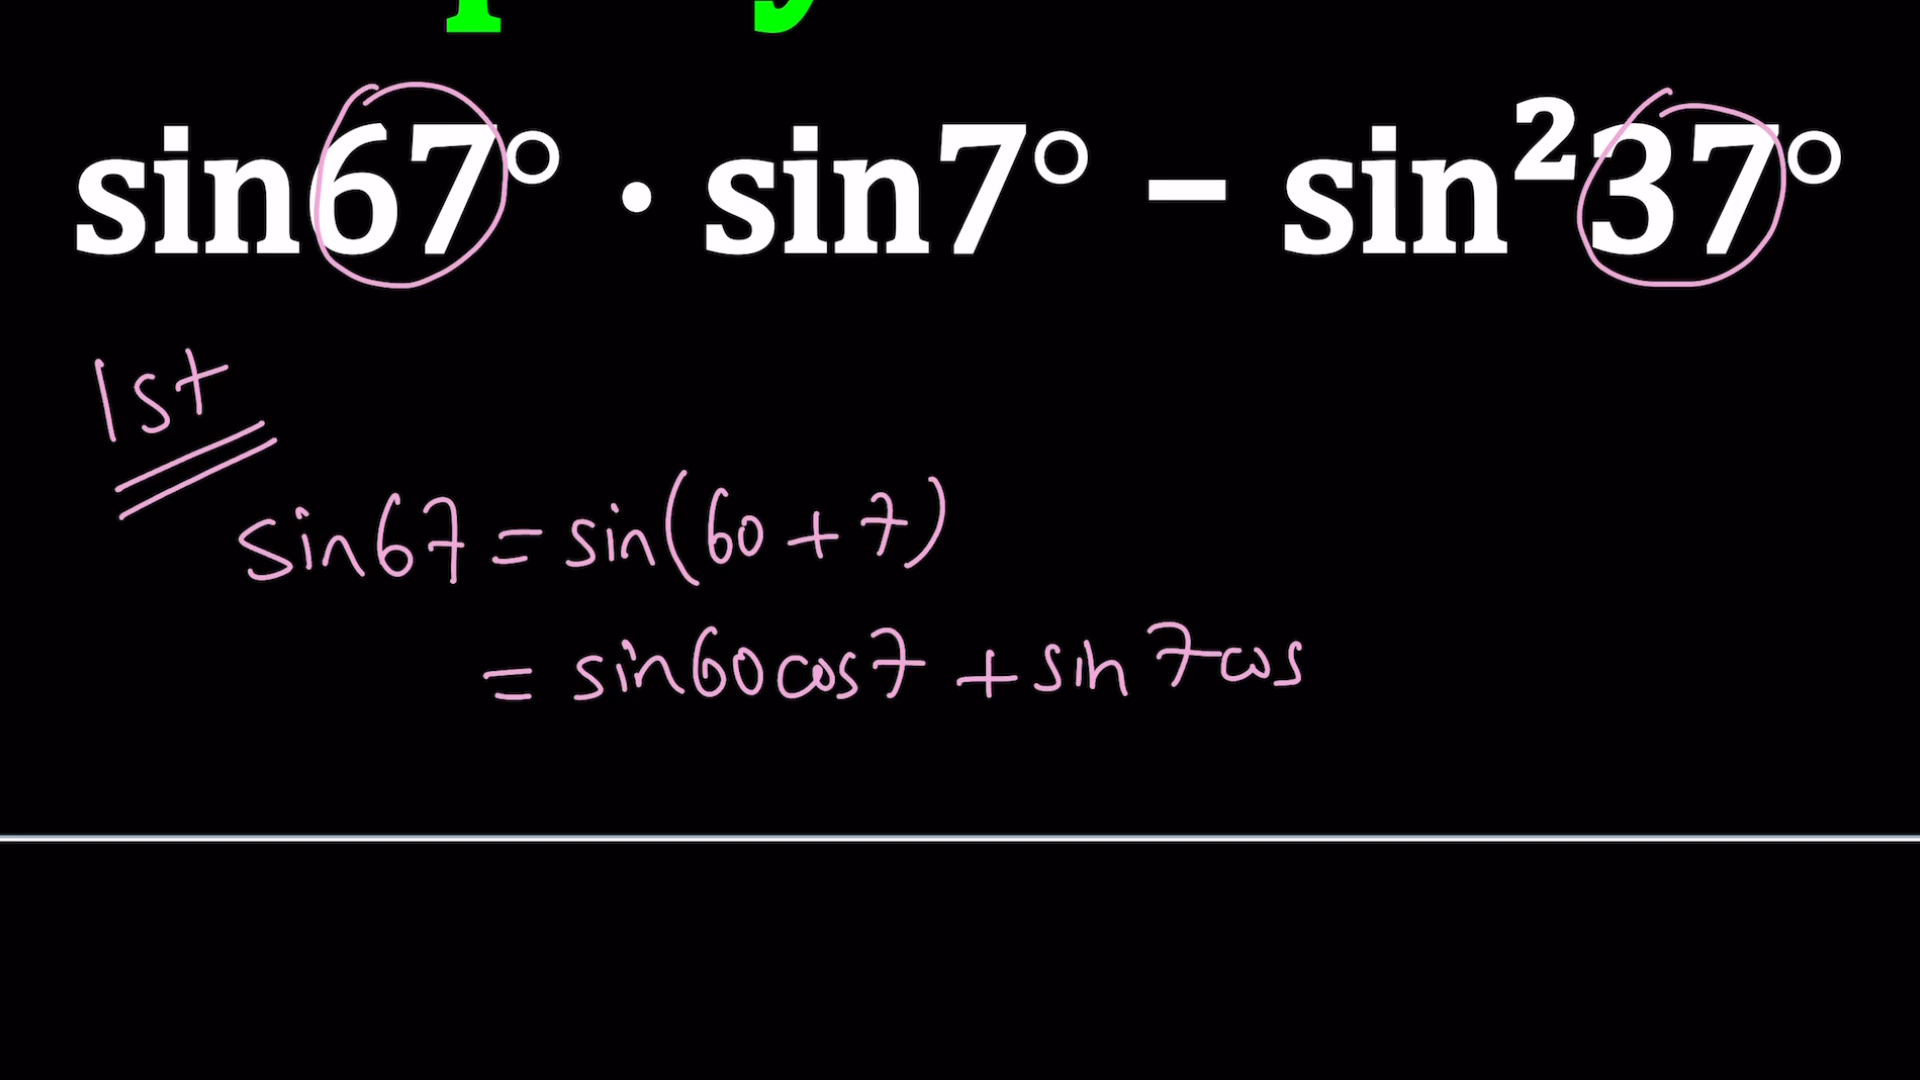 sin67° · sin7° – sin²37°
1st
sin67 = sin(60 + 7)
= sin60cos7 + sin7cos